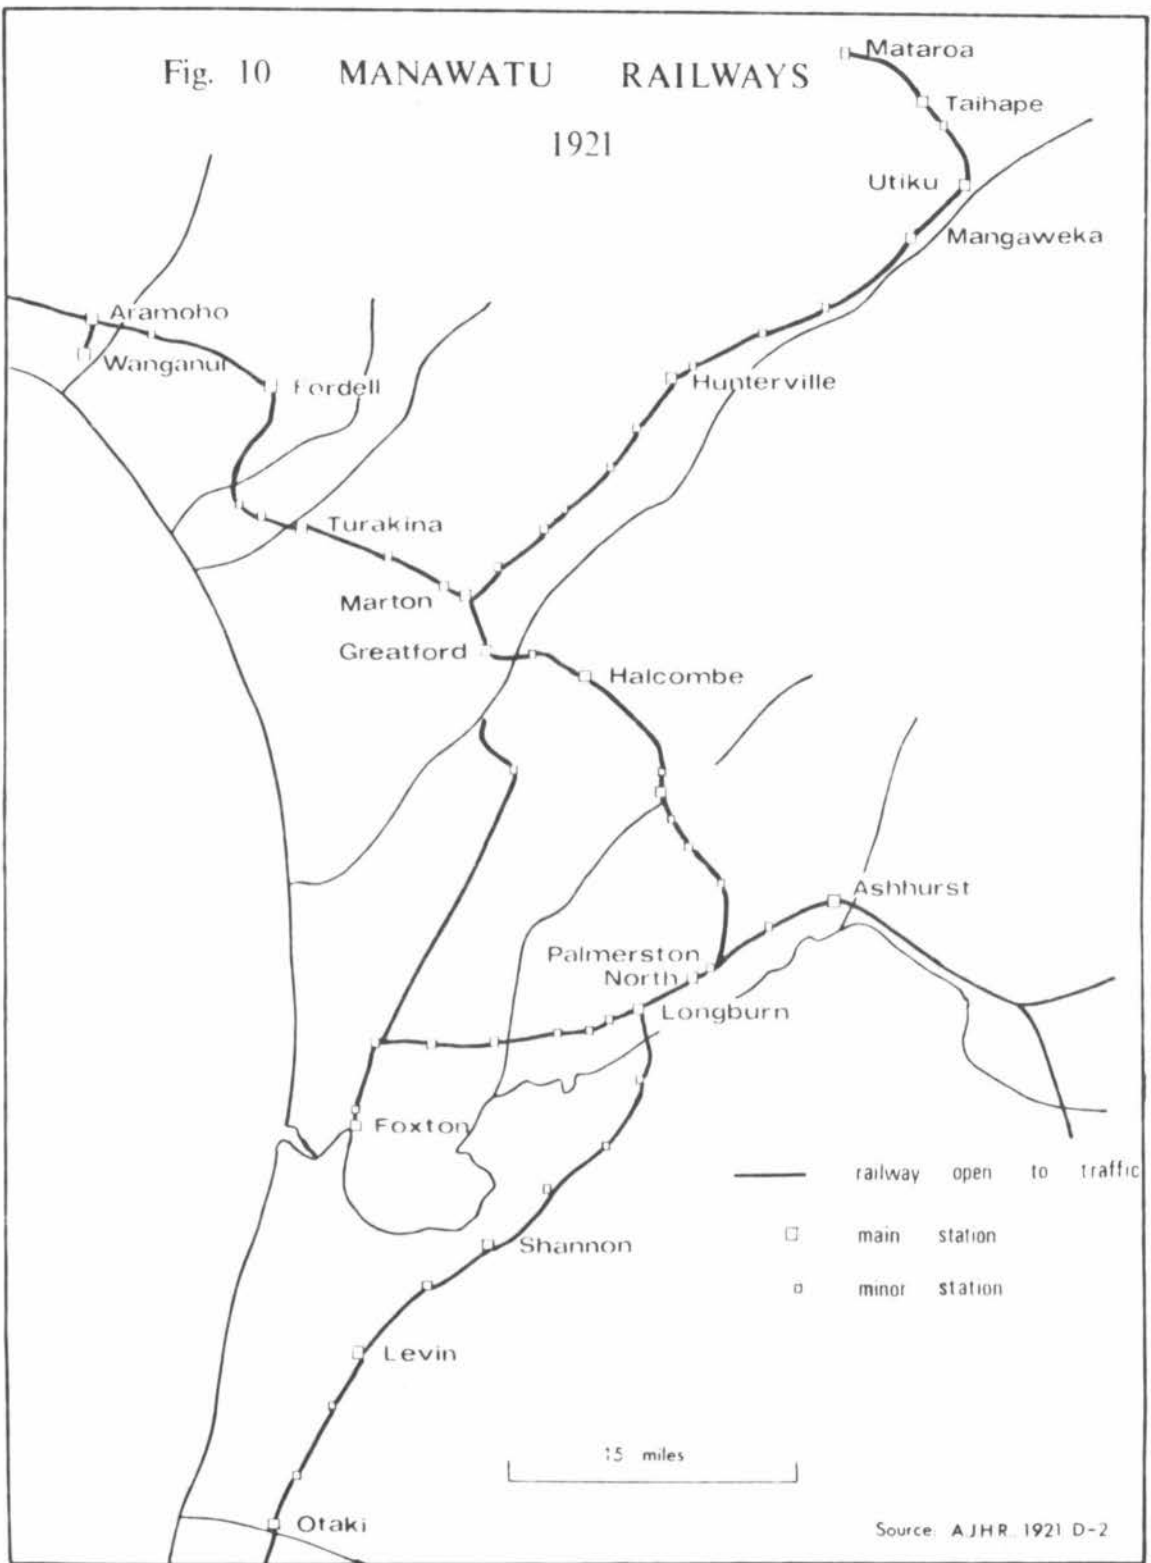 Fig. 10 MANAWATU RAILWAYS
1921
Mataroa
Taihape
Utiku
Mangaweka
Aramoho
Wanganui
Fordell
Hunterville
Turakina
Marton
Greatford
Halcombe
Ashhurst
Palmerston
North
Longburn
Foxton
railway open to traffic
main station
minor station
Shannon
Levin
15 miles
Otaki
Source: A.J.H.R. 1921 D-2